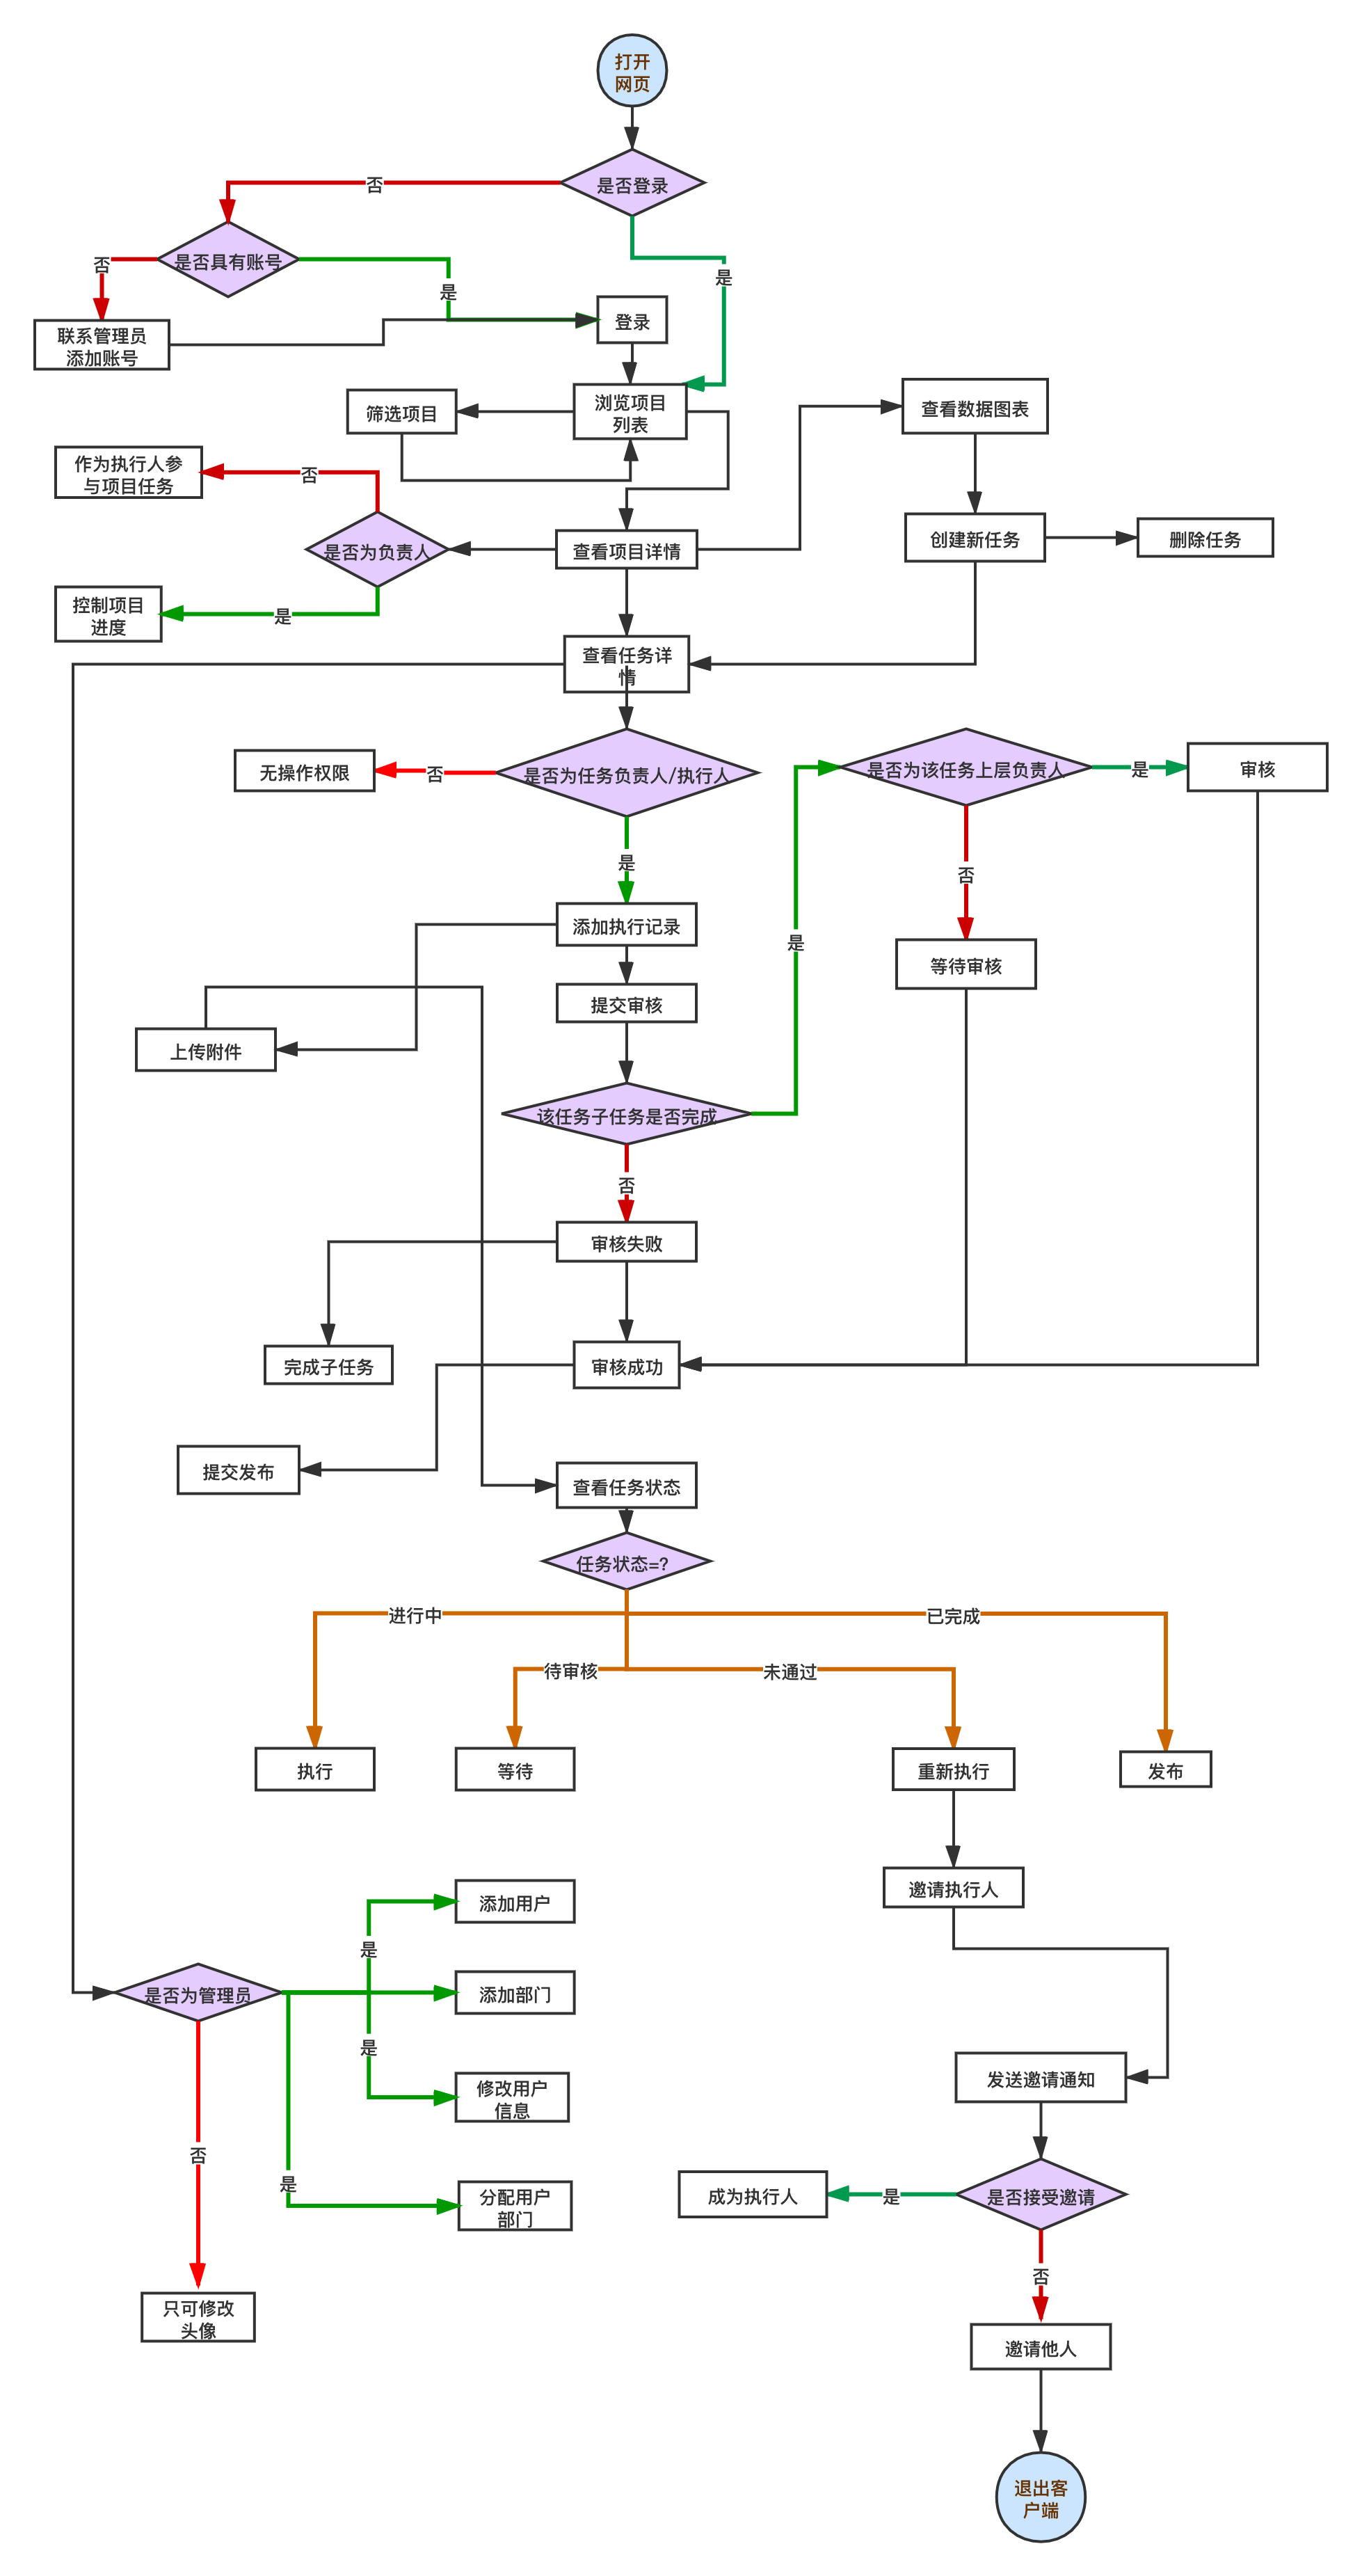 打开
网页
是否登录
否
是否具有账号
否
是
是
联系管理员
添加账号
登录
筛选项目
浏览项目
列表
查看数据图表
作为执行人参
与项目任务
否
是否为负责人
查看项目详情
创建新任务
删除任务
控制项目
进度
是
查看任务详
情
无操作权限
否
是否为任务负责人/执行人
是否为该任务上层负责人
是
审核
是
否
添加执行记录
是
等待审核
提交审核
上传附件
该任务子任务是否完成
否
审核失败
完成子任务
审核成功
提交发布
查看任务状态
任务状态=?
进行中
已完成
待审核
未通过
执行
等待
重新执行
发布
添加用户
邀请执行人
是
是否为管理员
添加部门
是
修改用户
信息
发送邀请通知
否
是
分配用户
部门
成为执行人
是
是否接受邀请
否
只可修改
头像
邀请他人
退出客
户端